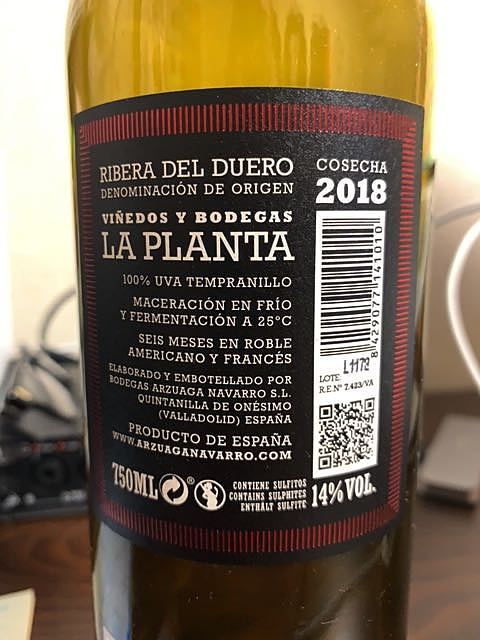 RIBERA DEL DUERO
DENOMINACIÓN DE ORIGEN
VIÑEDOS Y BODEGAS
LA PLANTA
100% UVA TEMPRANILLO
MACERACIÓN EN FRÍO
Y FERMENTACIÓN A 25ºC
SEIS MESES EN ROBLE
AMERICANO Y FRANCÉS
ELABORADO Y EMBOTELLADO POR
BODEGAS ARZUAGA NAVARRO S.L.
QUINTANILLA DE ONÉSIMO
(VALLADOLID) ESPAÑA
PRODUCTO DE ESPAÑA
WWW.ARZUAGANAVARRO.COM
COSECHA
2018
8 429077 141010
L1178
LOTE:
R.E.Nº 7.423/VA
750ML
®
CONTIENE SULFITOS
CONTAINS SULPHITES
ENTHÄLT SULFITE
14% VOL.